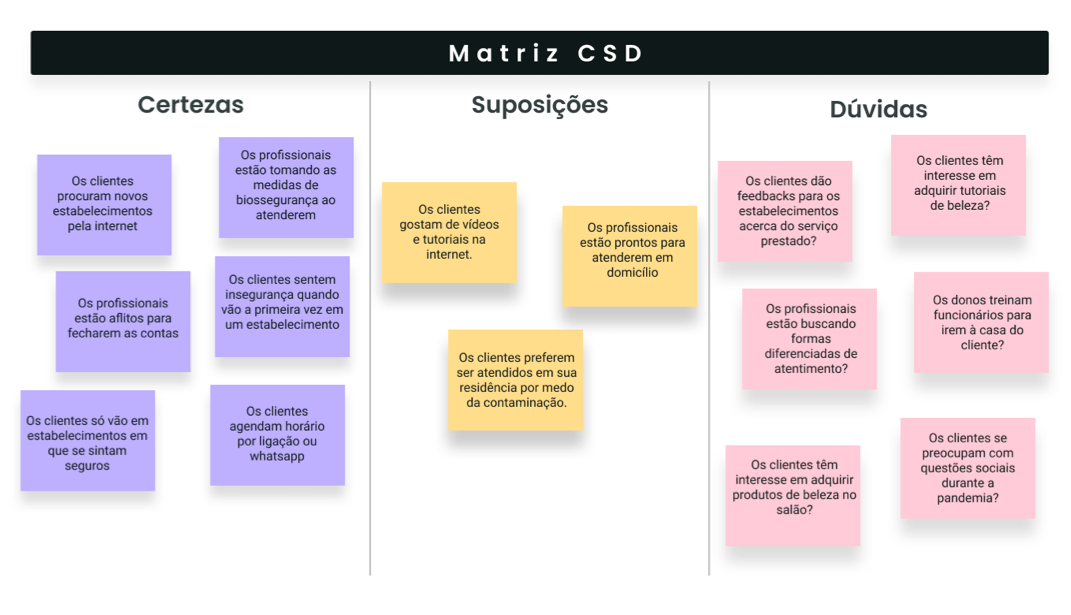 Matriz CSD
Certezas
Os clientes
procuram novos
estabelecimentos
pela internet
Os profissionais
estão tomando as
medidas de
biossegurança ao
atenderem
Os profissionais
estão aflitos para
fecharem as contas
Os clientes sentem
insegurança quando
vão a primeira vez em
um estabelecimento
Os clientes só vão em
estabelecimentos em
que se sintam
seguros
Os clientes
agendam horário
por ligação ou
whatsapp
Suposições
Os clientes
gostam de vídeos
e tutoriais na
internet.
Os profissionais
estão prontos para
atenderem em
domicílio
Os clientes preferem
ser atendidos em sua
residência por medo
da contaminação.
Dúvidas
Os clientes dão
feedbacks para os
estabelecimentos
acerca do serviço
prestado?
Os clientes têm
interesse em
adquirir tutoriais
de beleza?
Os profissionais
estão buscando
formas
diferenciadas de
atentimento?
Os donos treinam
funcionários para
irem à casa do
cliente?
Os clientes têm
interesse em adquirir
produtos de beleza no
salão?
Os clientes se
preocupam com
questões sociais
durante a
pandemia?